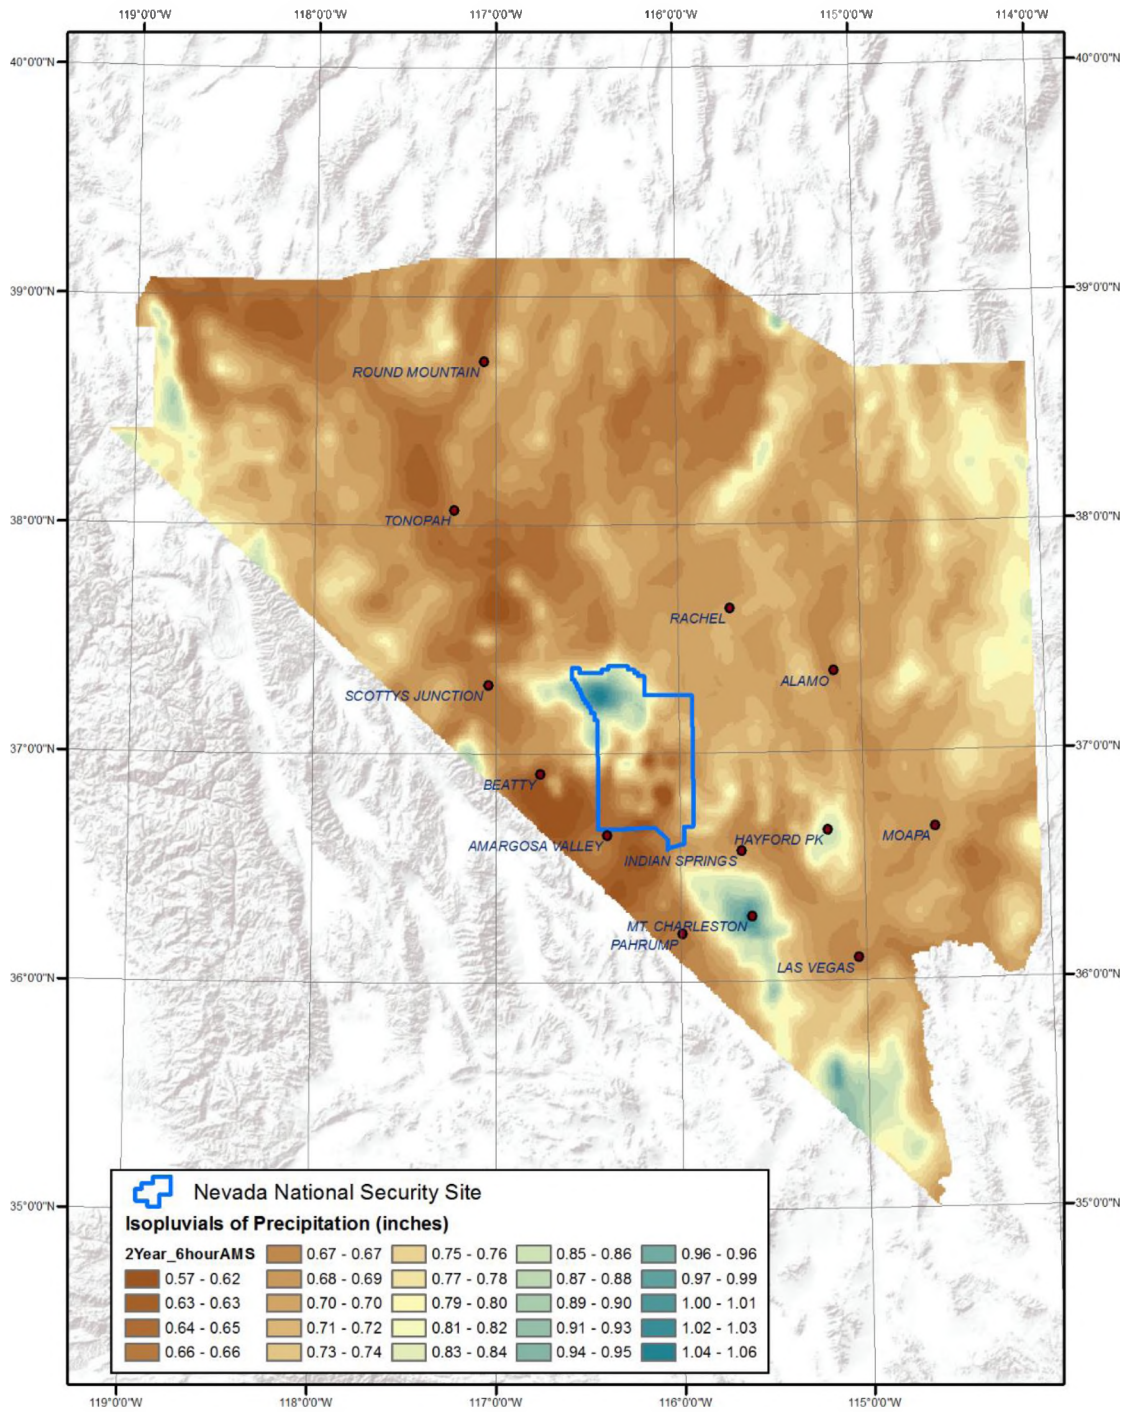 119°0'0"W 118°0'0"W 117°0'0"W 116°0'0"W 115°0'0"W 114°0'0"W
40°0'0"N 40°0'0"N
39°0'0"N 39°0'0"N
ROUND MOUNTAIN
TONOPAH
38°0'0"N 38°0'0"N
RACHEL
ALAMO
SCOTTYS JUNCTION
37°0'0"N 37°0'0"N
BEATTY
HAYFORD PK
MOAPA
AMARGOSA VALLEY
INDIAN SPRINGS
MT. CHARLESTON
PAHRUMP
LAS VEGAS
36°0'0"N 36°0'0"N
35°0'0"N 35°0'0"N
Nevada National Security Site
Isopluvials of Precipitation (inches)
2Year_6hourAMS 0.67 - 0.67 0.75 - 0.76 0.85 - 0.86 0.96 - 0.96
0.57 - 0.62 0.68 - 0.69 0.77 - 0.78 0.87 - 0.88 0.97 - 0.99
0.63 - 0.63 0.70 - 0.70 0.79 - 0.80 0.89 - 0.90 1.00 - 1.01
0.64 - 0.65 0.71 - 0.72 0.81 - 0.82 0.91 - 0.93 1.02 - 1.03
0.66 - 0.66 0.73 - 0.74 0.83 - 0.84 0.94 - 0.95 1.04 - 1.06
119°0'0"W 118°0'0"W 117°0'0"W 116°0'0"W 115°0'0"W